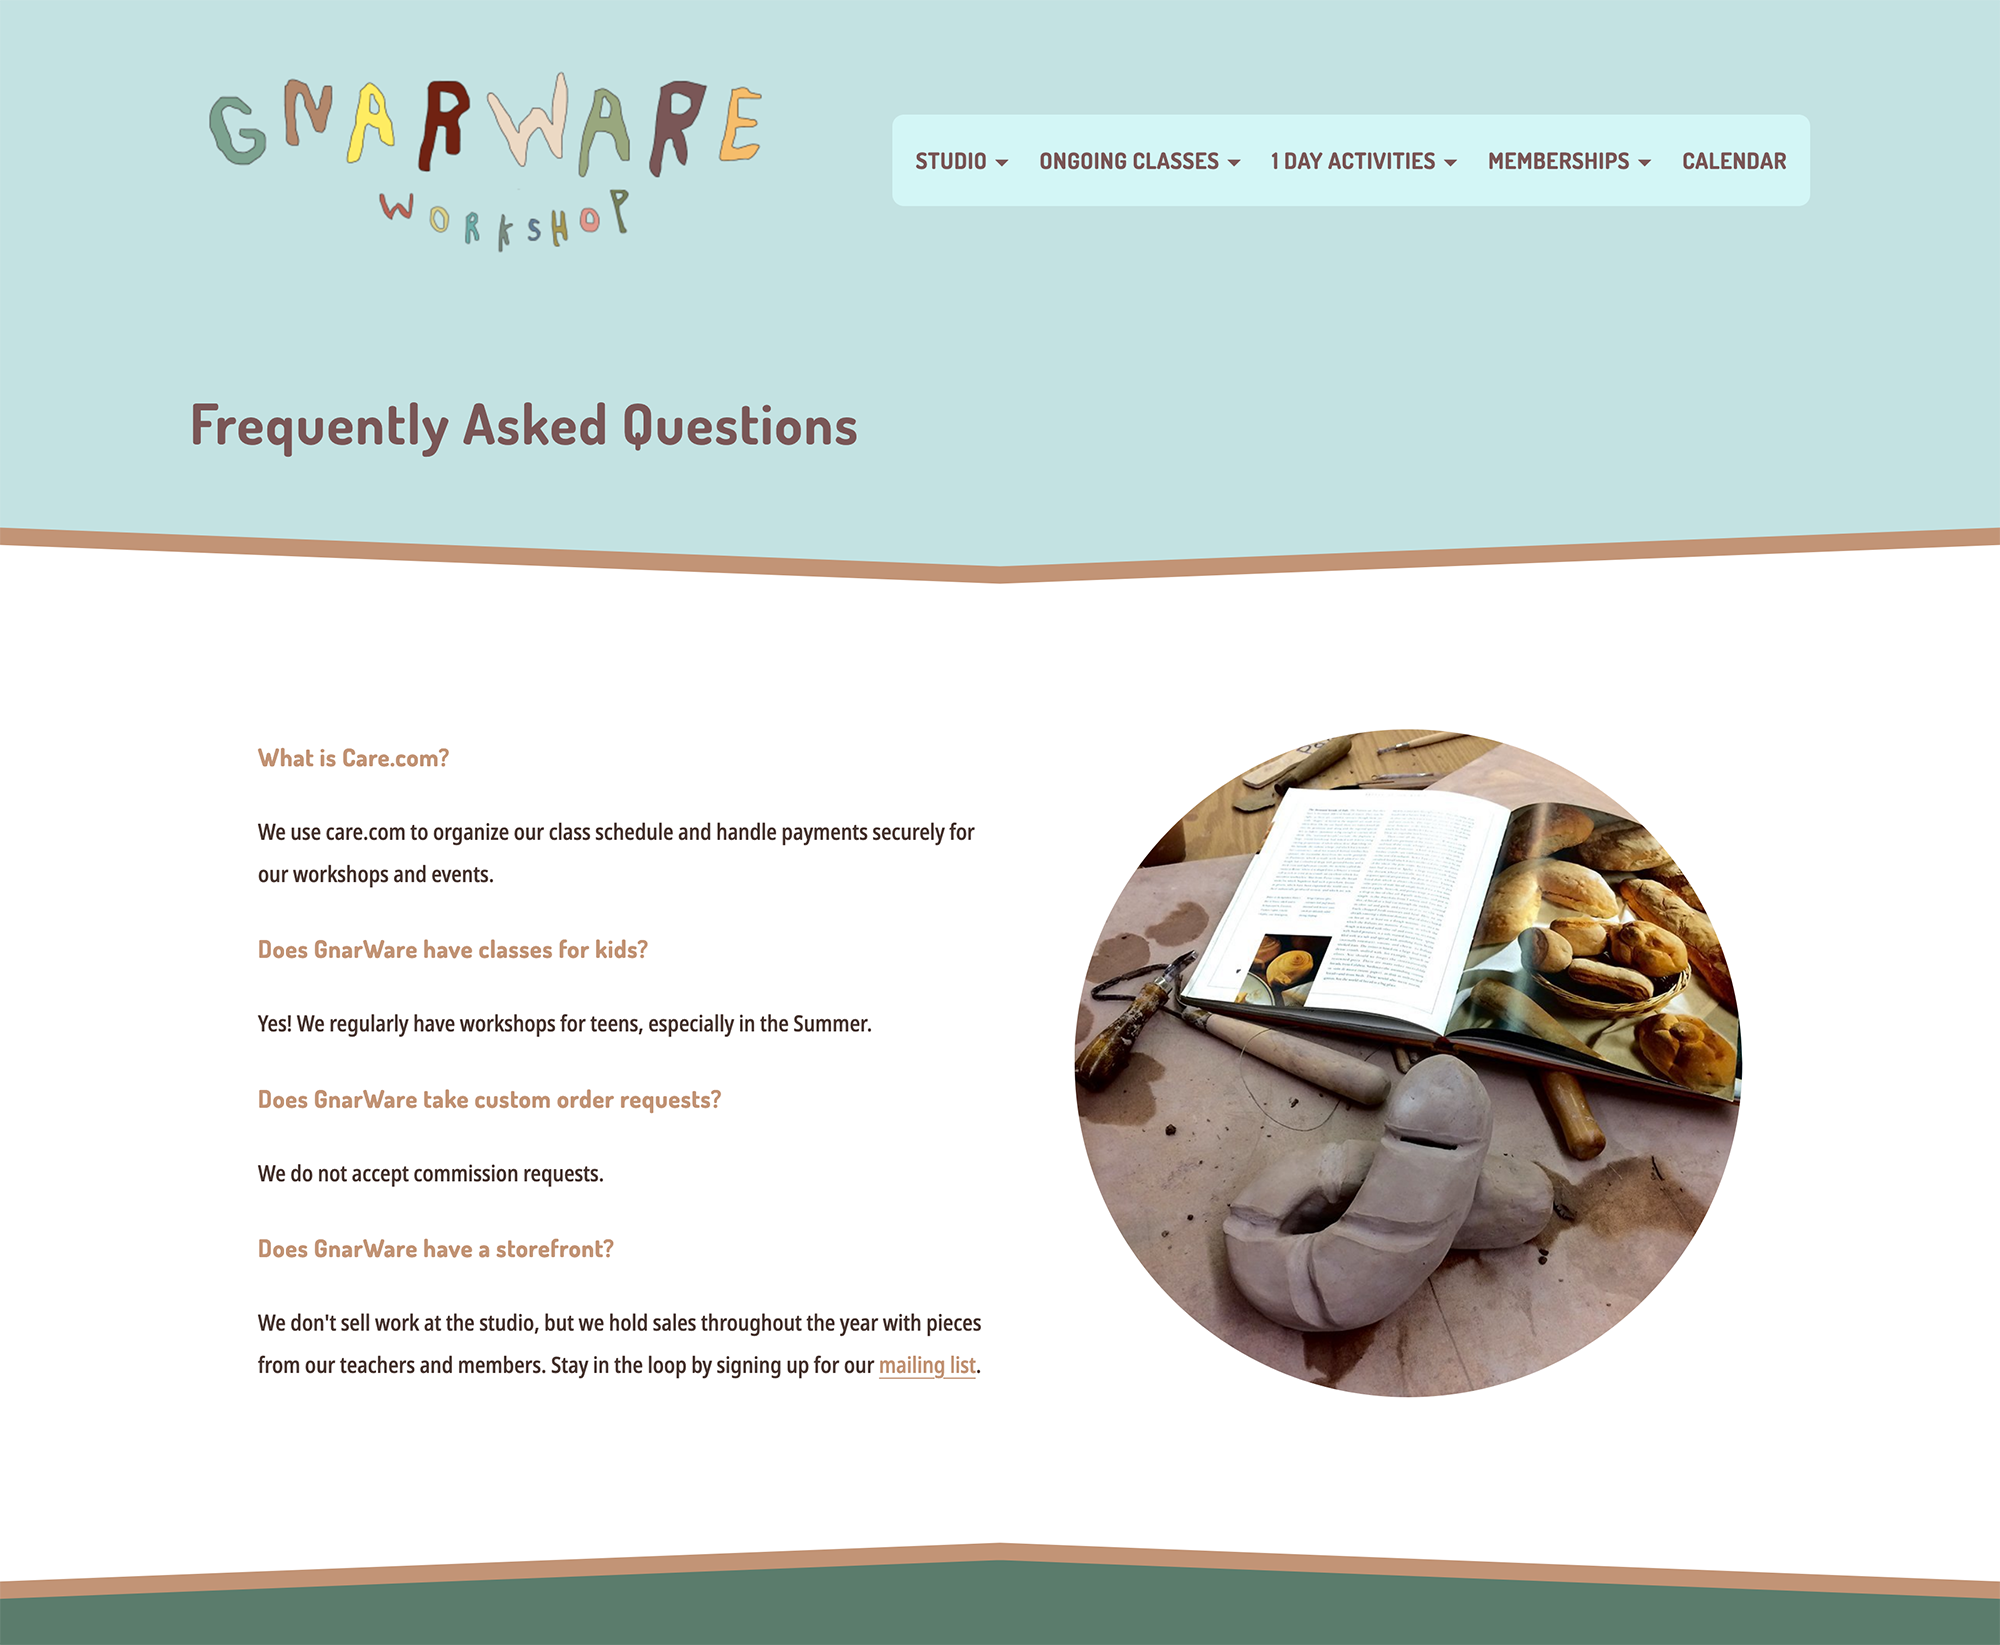 GNARWARE
WORKSHOP
STUDIO ONGOING CLASSES 1 DAY ACTIVITIES MEMBERSHIPS CALENDAR
Frequently Asked Questions
What is Care.com?
We use care.com to organize our class schedule and handle payments securely for
our workshops and events.
Does GnarWare have classes for kids?
Yes! We regularly have workshops for teens, especially in the Summer.
Does GnarWare take custom order requests?
We do not accept commission requests.
Does GnarWare have a storefront?
We don't sell work at the studio, but we hold sales throughout the year with pieces
from our teachers and members. Stay in the loop by signing up for our mailing list.